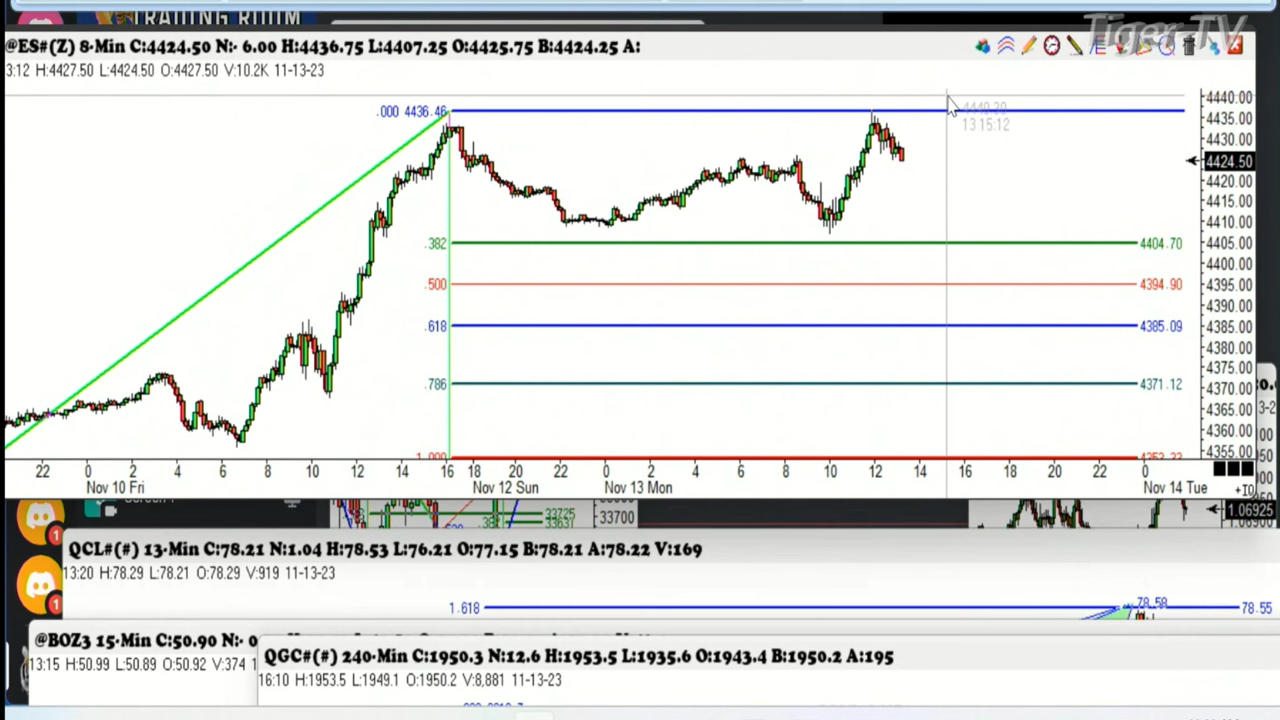 TRADING ROOM
Tiger-TV
@ES#(Z) 8-Min C:4424.50 N:- 6.00 H:4436.75 L:4407.25 O:4425.75 B:4424.25 A:
3:12 H:4427.50 L:4424.50 O:4427.50 V:10.2K 11-13-23
4440.00
.000 4436.46
13 15:12
4435.00
4430.00
4424.50
4420.00
4415.00
4410.00
.382
4404.70
4405.00
4400.00
.500
4394.90
4395.00
4390.00
.618
4385.09
4385.00
4380.00
4375.00
.786
4371.12
4370.00
4365.00
4360.00
1.000
4355.00
22 0 2 4 6 8 10 12 14 16 18 20 22 0 2 4 6 8 10 12 14 16 18 20 22 0
Nov 10 Fri Nov 12 Sun Nov 13 Mon Nov 14 Tue
33725
33700
1.06925
QCL#(#) 13-Min C:78.21 N:1.04 H:78.53 L:76.21 O:77.15 B:78.21 A:78.22 V:169
13:20 H:78.29 L:78.21 O:78.29 V:919 11-13-23
1.618
78.58
78.55
@BOZ3 15-Min C:50.90 N:- 0
13:15 H:50.99 L:50.89 O:50.92 V:374 1
QGC#(#) 240-Min C:1950.3 N:12.6 H:1953.5 L:1935.6 O:1943.4 B:1950.2 A:195
16:10 H:1953.5 L:1949.1 O:1950.2 V:8,881 11-13-23